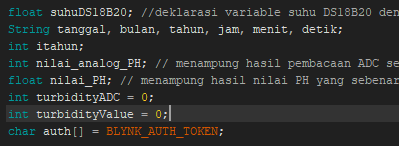 float suhuDS18B20; //deklarasi variable suhu DS18B20 den
String tanggal, bulan, tahun, jam, menit, detik;
int itahun;
int nilai_analog_PH; // menampung hasil pembacaan ADC se
float nilai_PH; // menampung hasil nilai PH yang sebenar
int turbidityADC = 0;
int turbidityValue = 0;
char auth[] = BLYNK_AUTH_TOKEN;